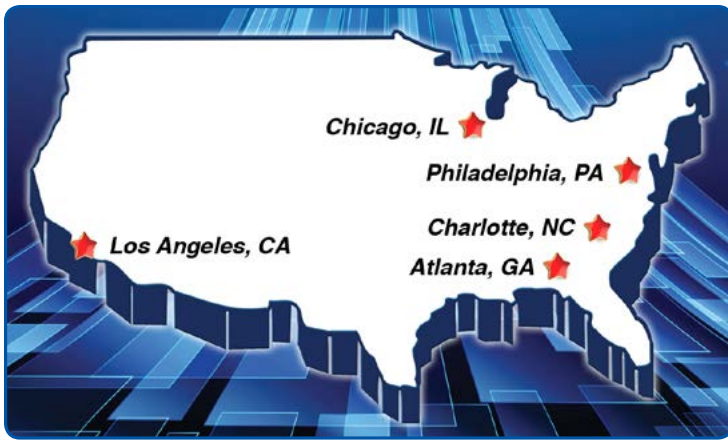 Chicago, IL
Philadelphia, PA
Charlotte, NC
Los Angeles, CA
Atlanta, GA